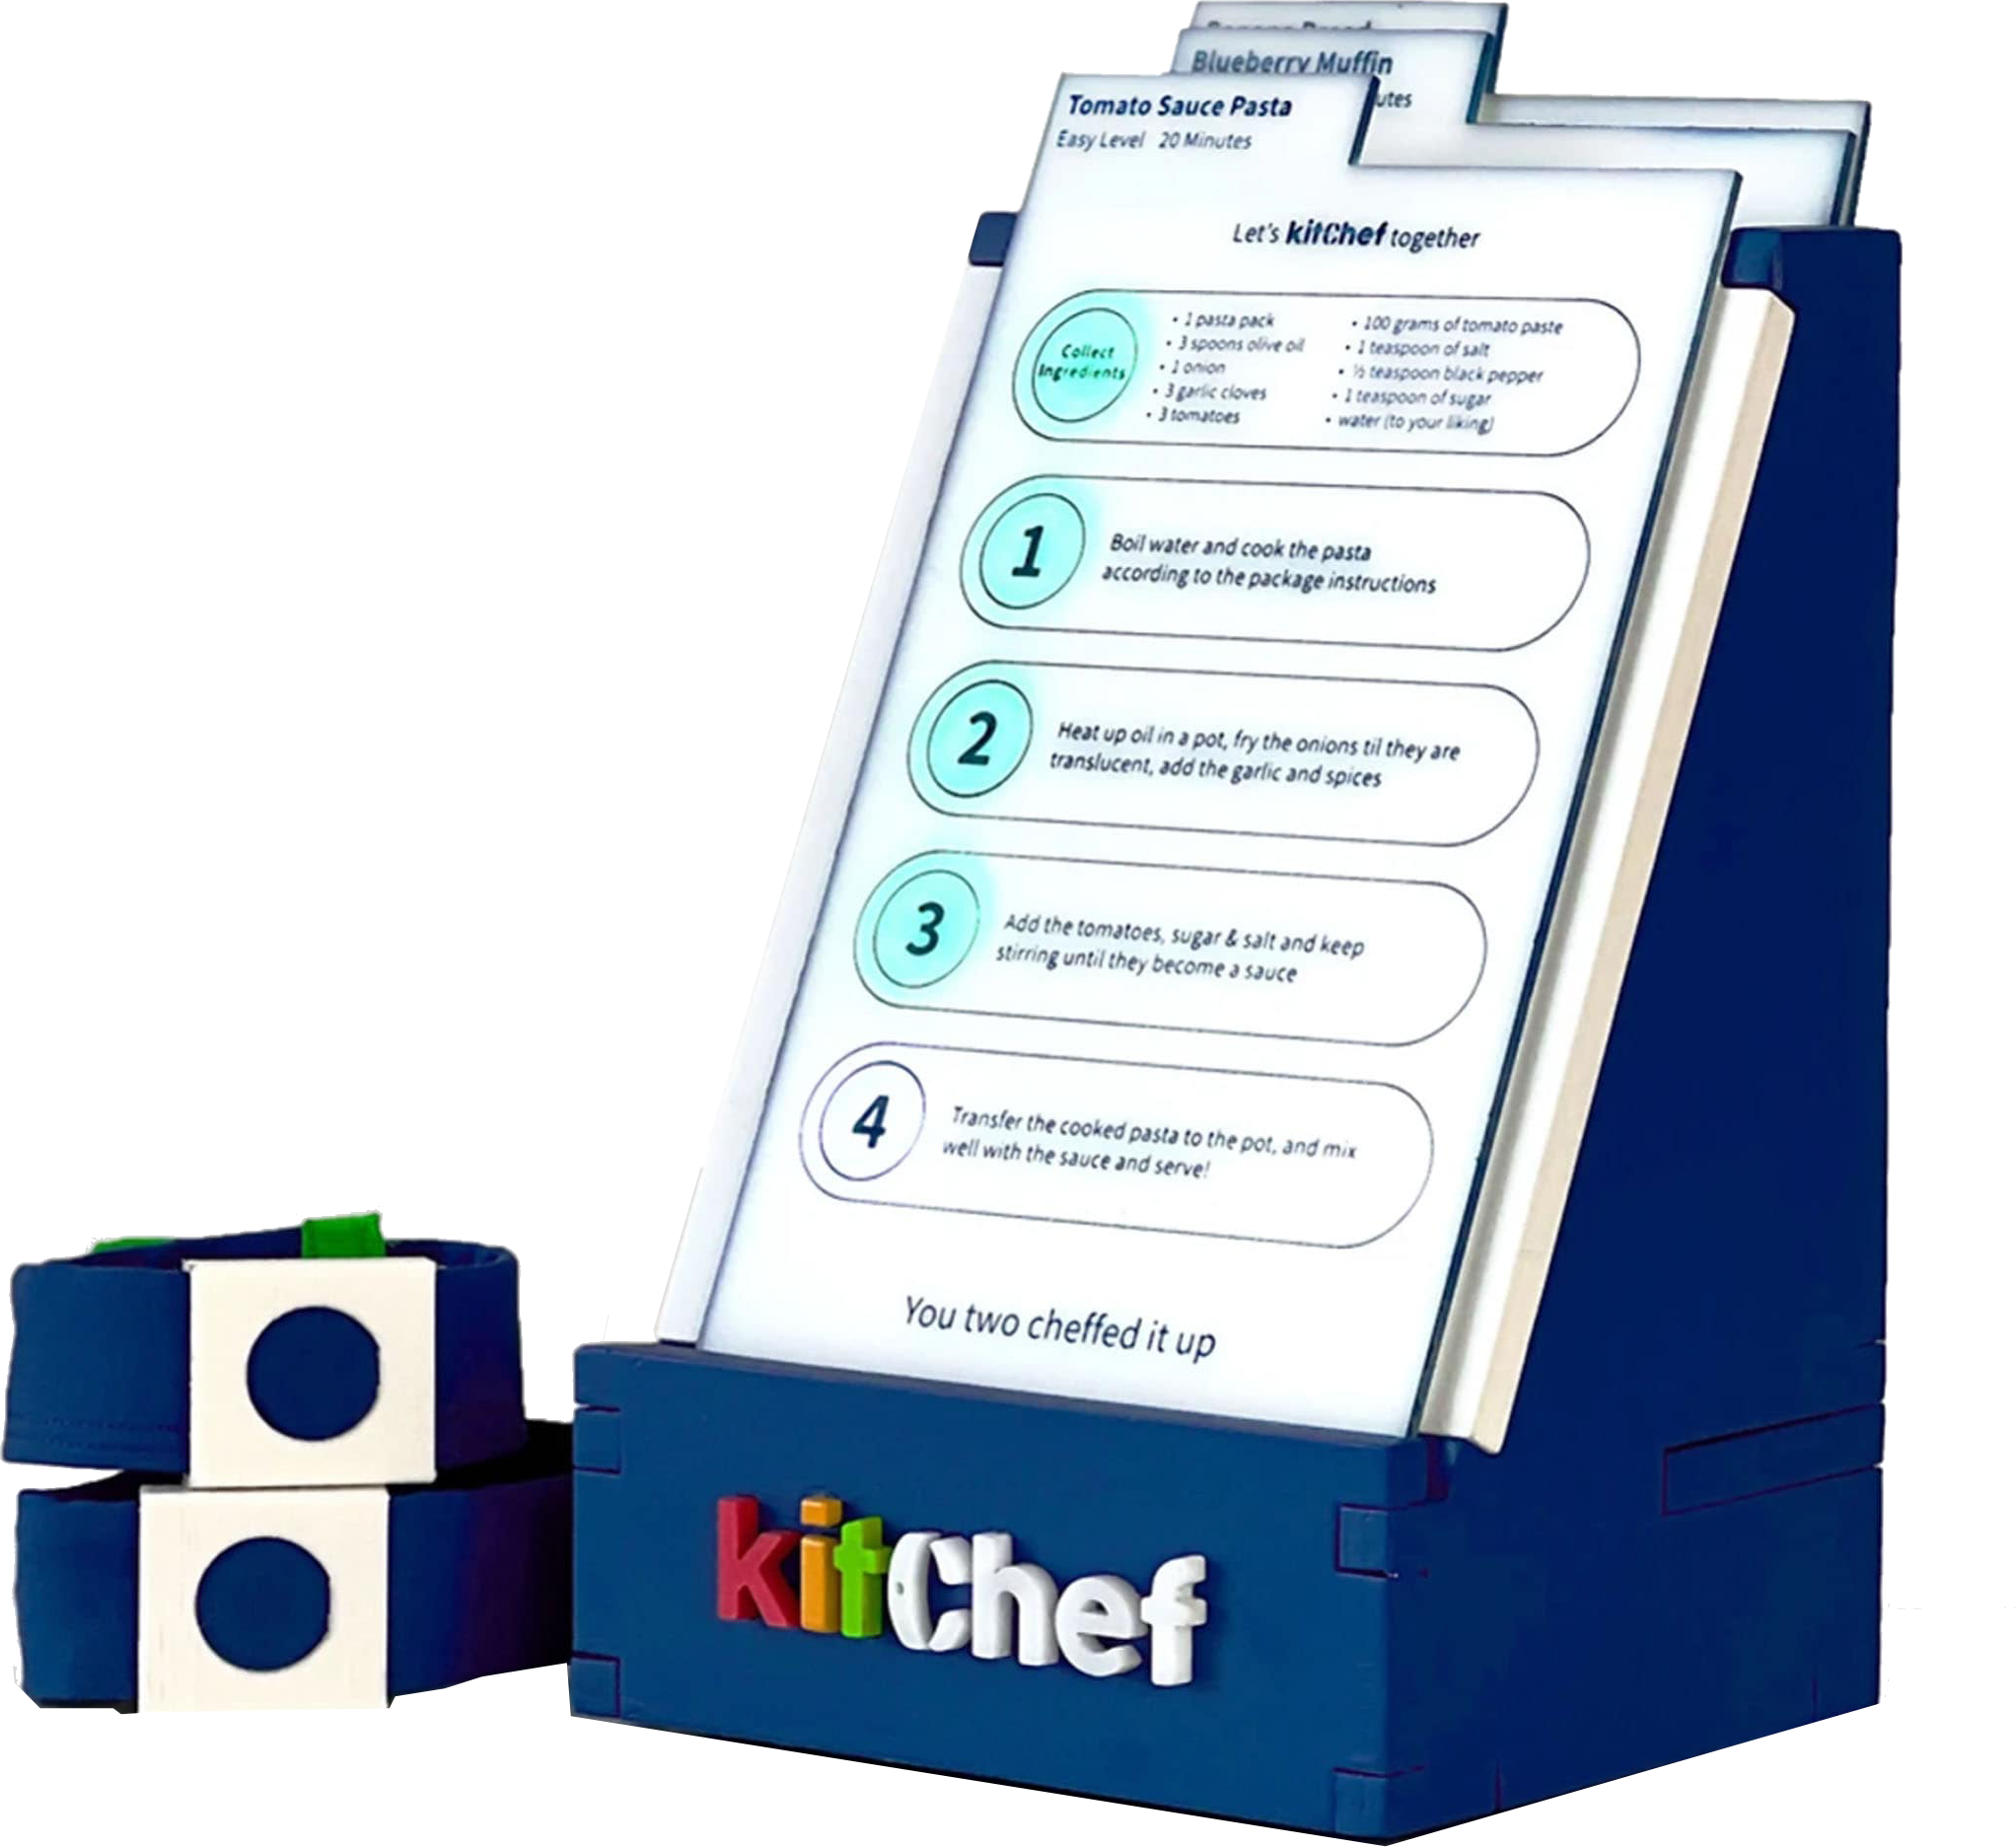 Banana Bread
Blueberry Muffin
utes
Tomato Sauce Pasta
Easy Level 20 Minutes
Let's kitChef together
Collect
Ingredients
• 1 pasta pack
• 3 spoons olive oil
• 1 onion
• 3 garlic cloves
• 3 tomatoes
• 100 grams of tomato paste
• 1 teaspoon of salt
• ½ teaspoon black pepper
• 1 teaspoon of sugar
• water (to your liking)
1
Boil water and cook the pasta
according to the package instructions
2
Heat up oil in a pot, fry the onions til they are
translucent, add the garlic and spices
3
Add the tomatoes, sugar & salt and keep
stirring until they become a sauce
4
Transfer the cooked pasta to the pot, and mix
well with the sauce and serve!
You two cheffed it up
kitChef